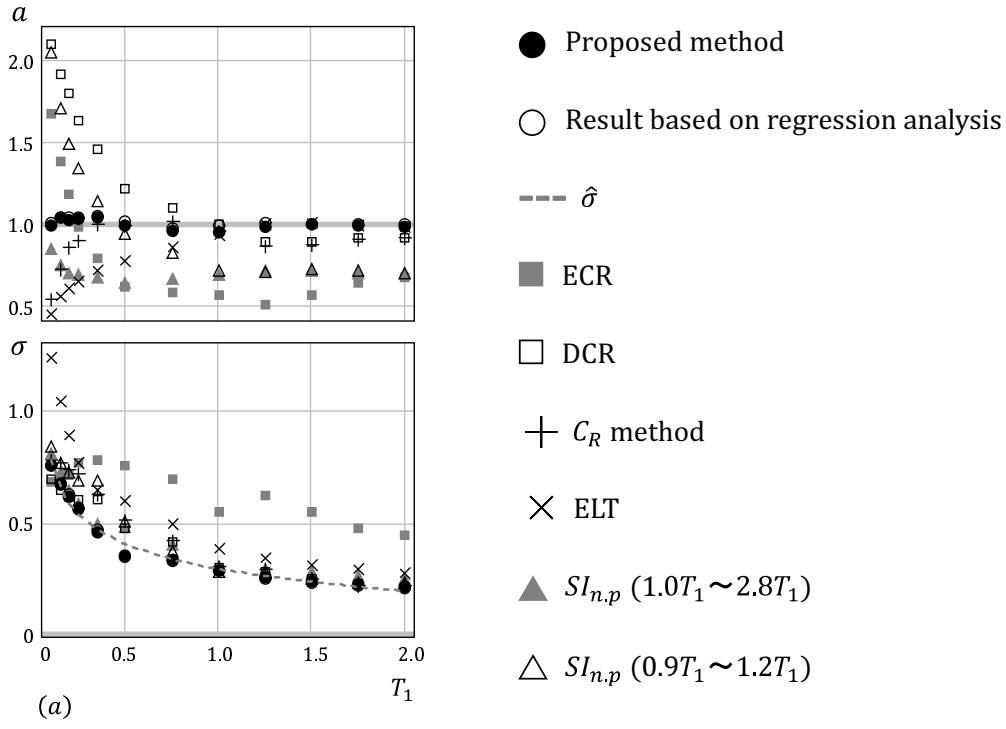 a
2.0
1.5
1.0
0.5
σ
1.0
0.5
0
0 0.5 1.0 1.5 2.0
T₁
(a)
Proposed method
Result based on regression analysis
σ̂
ECR
DCR
C_R method
ELT
SI_{n.p} (1.0T₁～2.8T₁)
SI_{n.p} (0.9T₁～1.2T₁)